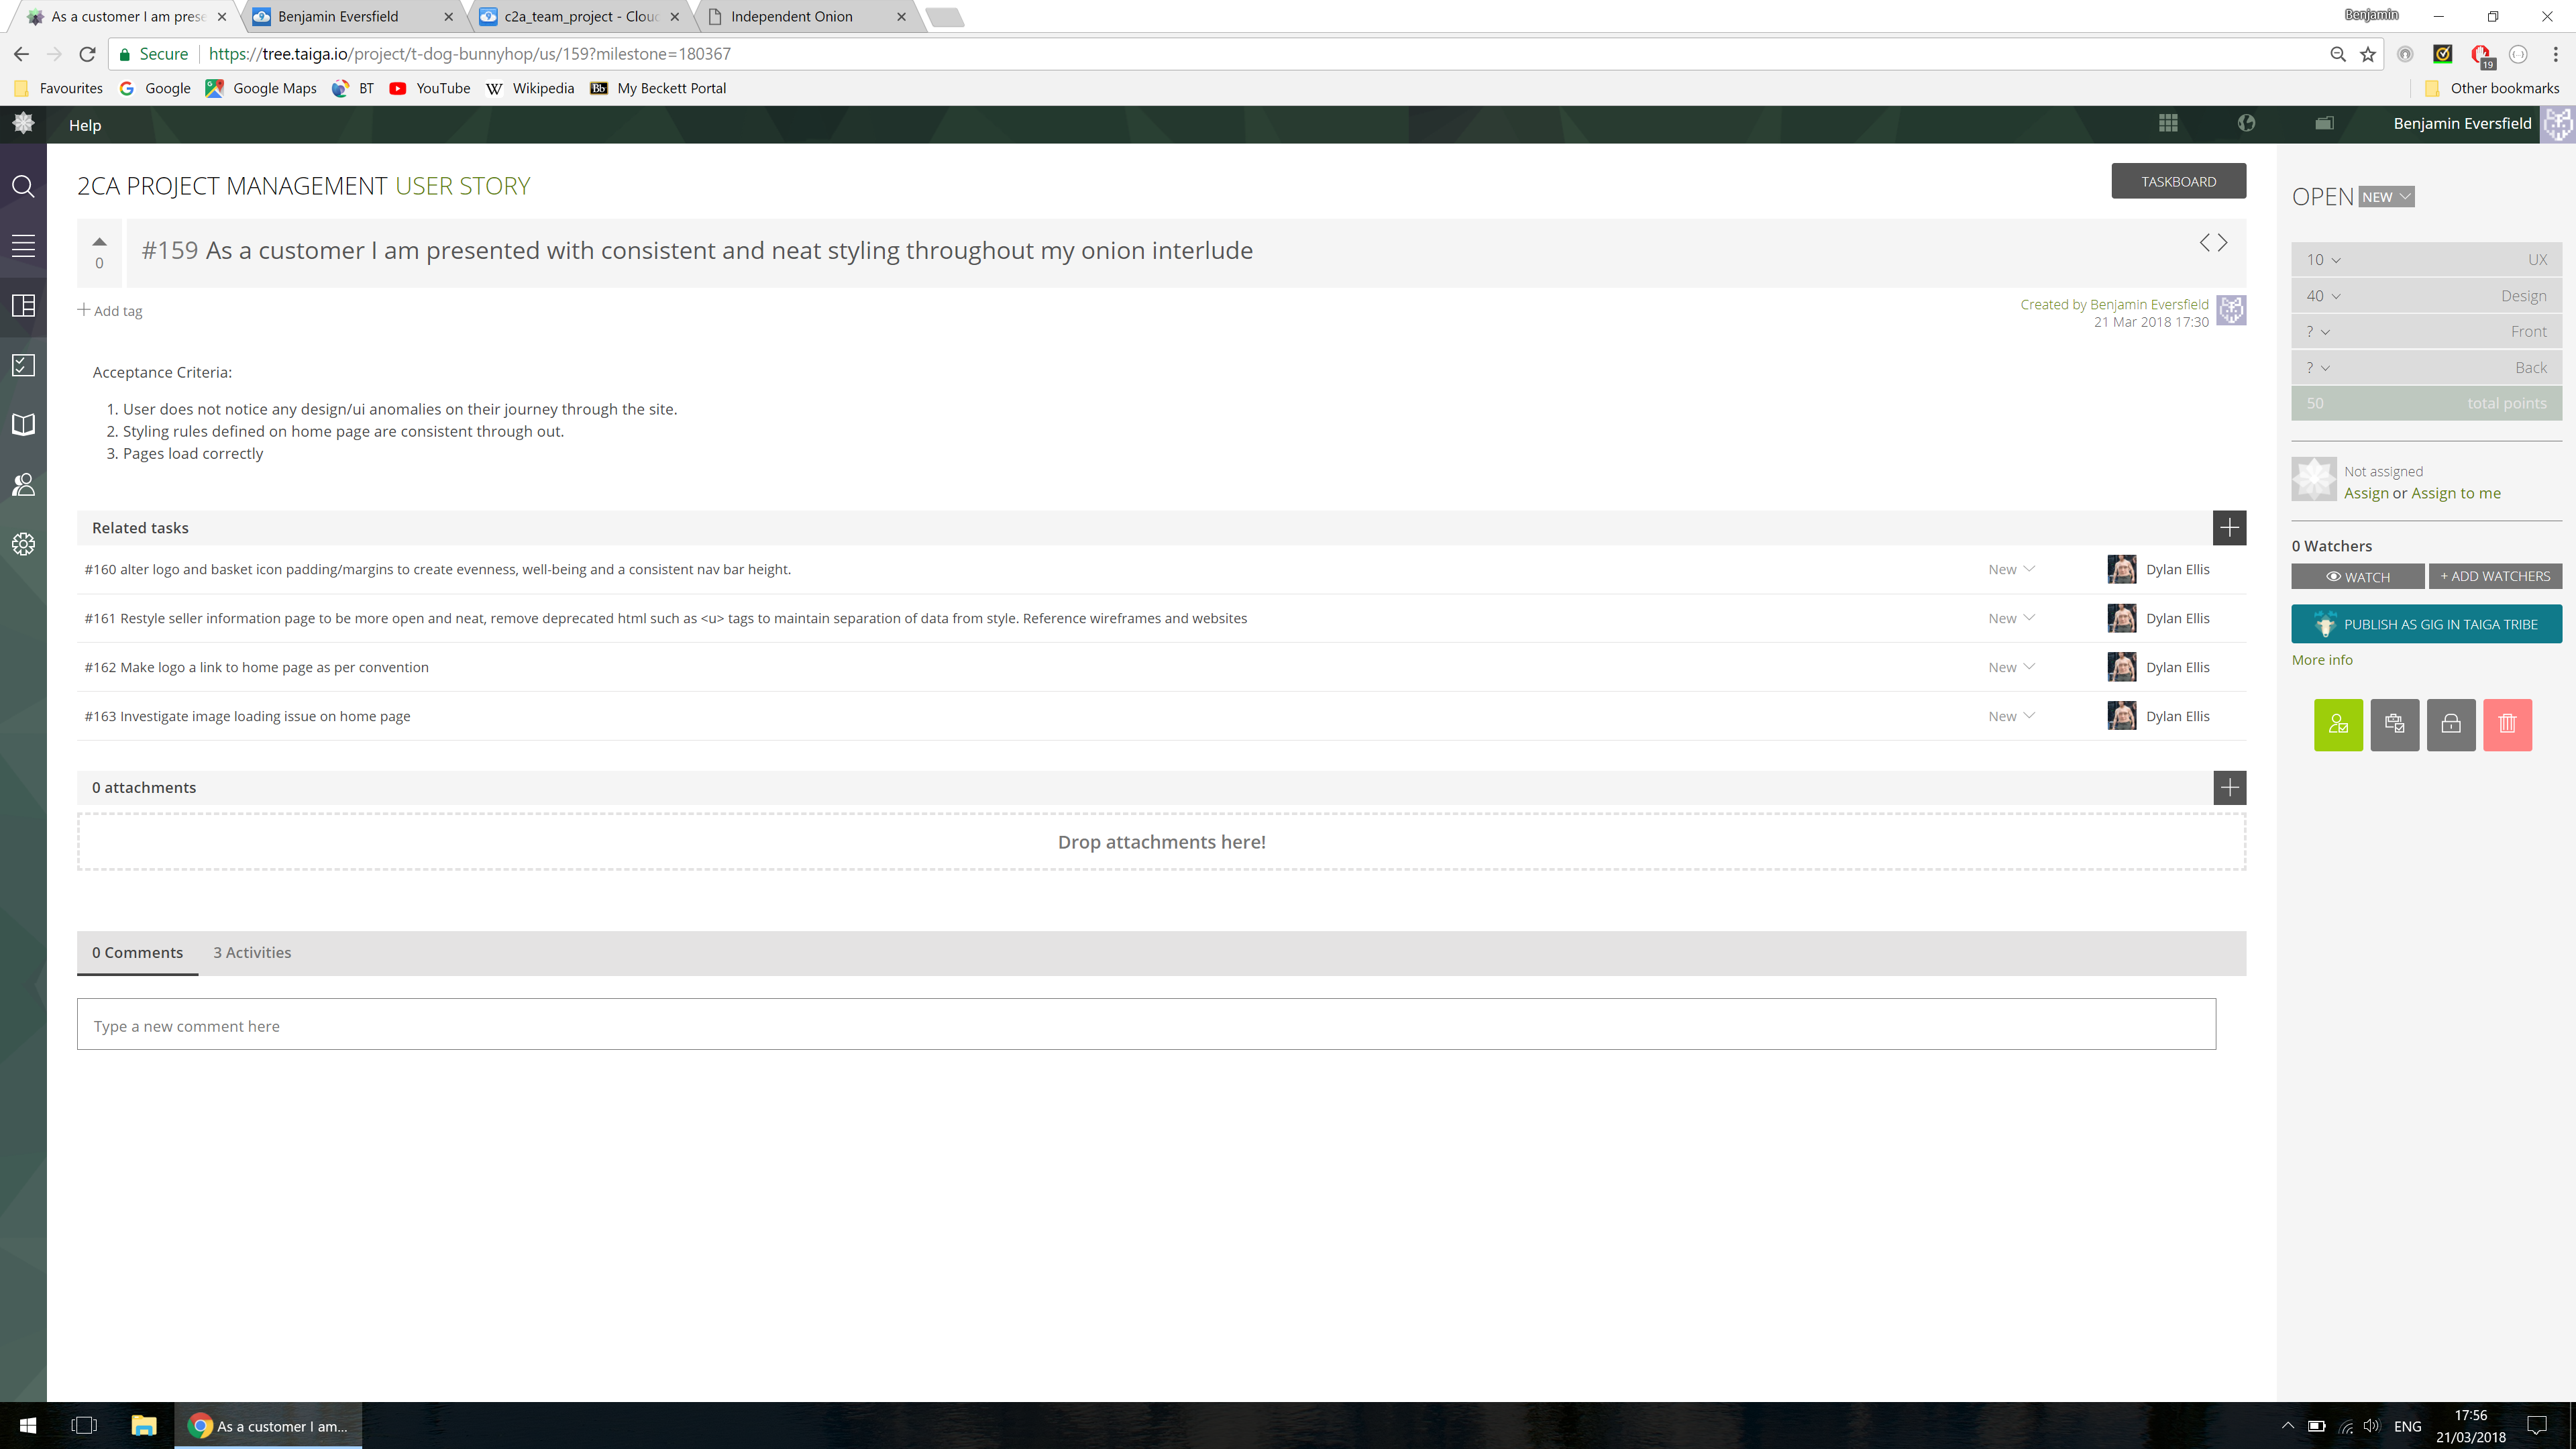 As a customer I am prese
Benjamin Eversfield
c2a_team_project - Clou
Independent Onion
Benjamin
Secure
https://tree.taiga.io/project/t-dog-bunnyhop/us/159?milestone=180367
19
Favourites
Google
Google Maps
BT
YouTube
W Wikipedia
Bb My Beckett Portal
Other bookmarks
Help
Benjamin Eversfield
2CA PROJECT MANAGEMENT USER STORY
TASKBOARD
0
#159 As a customer I am presented with consistent and neat styling throughout my onion interlude
Add tag
Created by Benjamin Eversfield
21 Mar 2018 17:30
Acceptance Criteria:
1. User does not notice any design/ui anomalies on their journey through the site.
2. Styling rules defined on home page are consistent through out.
3. Pages load correctly
Related tasks
#160 alter logo and basket icon padding/margins to create evenness, well-being and a consistent nav bar height. New Dylan Ellis
#161 Restyle seller information page to be more open and neat, remove deprecated html such as <u> tags to maintain separation of data from style. Reference wireframes and websites New Dylan Ellis
#162 Make logo a link to home page as per convention New Dylan Ellis
#163 Investigate image loading issue on home page New Dylan Ellis
0 attachments
Drop attachments here!
0 Comments 3 Activities
Type a new comment here
OPEN NEW
10 UX
40 Design
? Front
? Back
50 total points
Not assigned
Assign or Assign to me
0 Watchers
WATCH
+ ADD WATCHERS
PUBLISH AS GIG IN TAIGA TRIBE
More info
As a customer I am...
ENG
17:56
21/03/2018